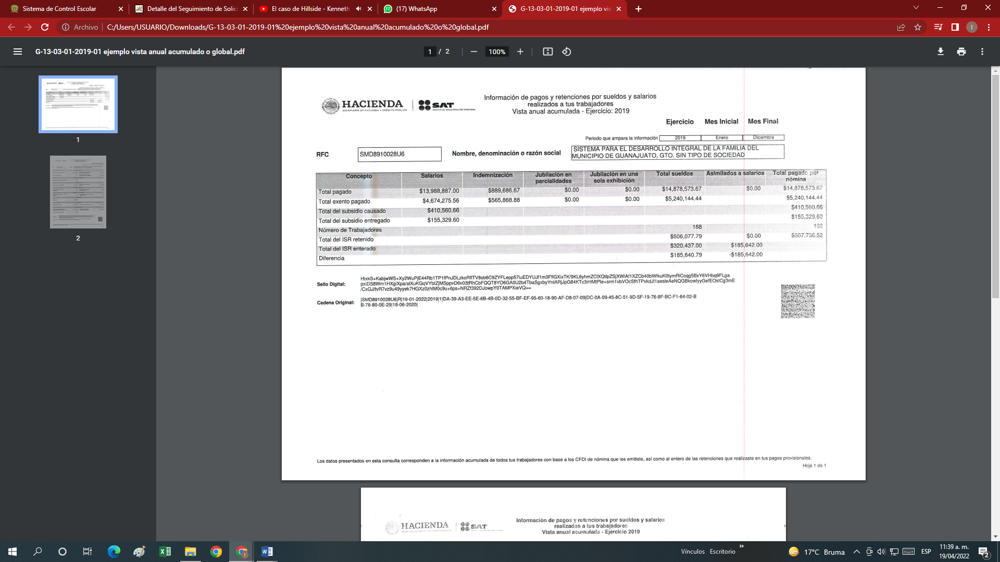 Sistema de Control Escolar
Detalle del Seguimiento de Solici
El caso de Hillside - Kenneth
(17) WhatsApp
G-13-03-01-2019-01 ejemplo vis
Archivo
C:/Users/USUARIO/Downloads/G-13-03-01-2019-01%20ejemplo%20vista%20anual%20acumulado%20o%20global.pdf
G-13-03-01-2019-01 ejemplo vista anual acumulado o global.pdf
1 / 2
100%
1
2
HACIENDA
SECRETARÍA DE HACIENDA Y CRÉDITO PÚBLICO
SAT
SERVICIO DE ADMINISTRACIÓN TRIBUTARIA
Información de pagos y retenciones por sueldos y salarios
realizados a tus trabajadores
Vista anual acumulada - Ejercicio: 2019
Ejercicio Mes Inicial Mes Final
Periodo que ampara la información 2019 Enero Diciembre
RFC SMD8910028U6
Nombre, denominación o razón social
SISTEMA PARA EL DESARROLLO INTEGRAL DE LA FAMILIA DEL
MUNICIPIO DE GUANAJUATO, GTO. SIN TIPO DE SOCIEDAD
Concepto Salarios Indemnización Jubilación en parcialidades Jubilación en una sola exhibición Total sueldos Asimilados a salarios Total pagado por nómina
Total pagado $13,988,887.00 $889,686.67 $0.00 $0.00 $14,878,573.67 $0.00 $14,878,573.67
Total exento pagado $4,674,275.56 $565,868.88 $0.00 $0.00 $5,240,144.44 $5,240,144.44
Total del subsidio causado $410,560.66 $410,560.66
Total del subsidio entregado $155,329.60 $155,329.60
Número de Trabajadores 168 168
Total del ISR retenido $506,077.79 $0.00 $507,736.52
Total del ISR enterado $320,437.00 $185,642.00
Diferencia $185,640.79 -$185,642.00
Sello Digital:
Cadena Original: |SMD8910028U6|R|19-01-2022|2019|1|DA-39-A3-EE-5E-6B-4B-0D-32-55-BF-EF-95-60-18-90-AF-D8-07-09|DC-0A-09-45-8C-51-9D-5F-19-76-8F-BC-F1-64-02-B
B-78-80-0E-29|18-06-2020|
Los datos presentados en esta consulta corresponden a la información acumulada de todos tus trabajadores con base a los CFDI de nómina que les emitiste, así como al entero de las retenciones que realizaste en tus pagos provisionales.
Hoja 1 de 1
HACIENDA
SAT
Información de pagos y retenciones por sueldos y salarios
realizados a tus trabajadores
Vista anual acumulada - Ejercicio 2019
Vínculos Escritorio
17°C Bruma
ESP
11:39 a. m.
19/04/2022
2